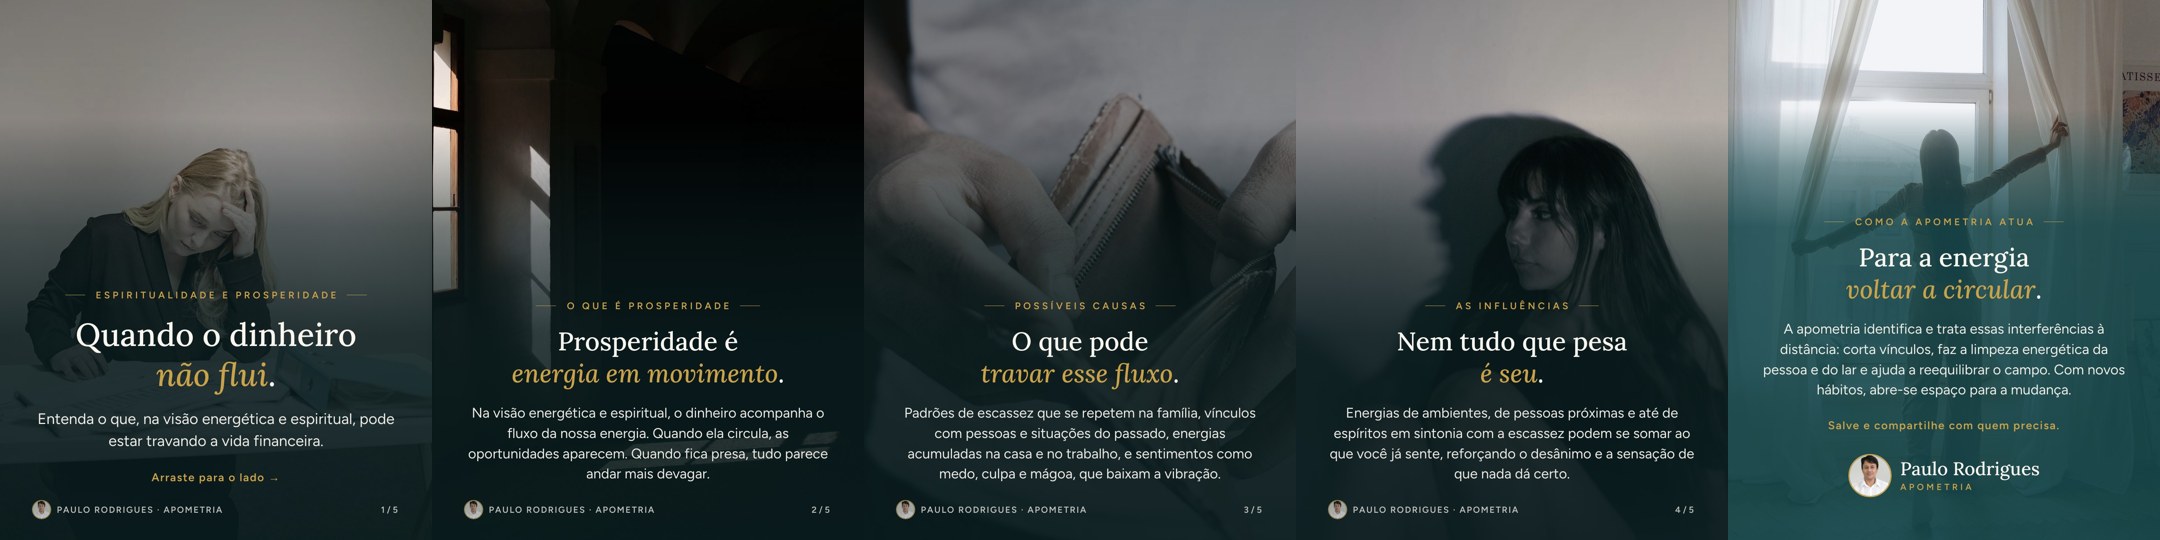 ESPIRITUALIDADE E PROSPERIDADE
Quando o dinheiro
não flui.
Entenda o que, na visão energética e espiritual, pode
estar travando a vida financeira.
Arraste para o lado →
PAULO RODRIGUES · APOMETRIA
1/5
O QUE É PROSPERIDADE
Prosperidade é
energia em movimento.
Na visão energética e espiritual, o dinheiro acompanha o
fluxo da nossa energia. Quando ela circula, as
oportunidades aparecem. Quando fica presa, tudo parece
andar mais devagar.
PAULO RODRIGUES · APOMETRIA
2/5
POSSÍVEIS CAUSAS
O que pode
travar esse fluxo.
Padrões de escassez que se repetem na família, vínculos
com pessoas e situações do passado, energias
acumuladas na casa e no trabalho, e sentimentos como
medo, culpa e mágoa, que baixam a vibração.
PAULO RODRIGUES · APOMETRIA
3/5
AS INFLUÊNCIAS
Nem tudo que pesa
é seu.
Energias de ambientes, de pessoas próximas e até de
espíritos em sintonia com a escassez podem se somar ao
que você já sente, reforçando o desânimo e a sensação de
que nada dá certo.
PAULO RODRIGUES · APOMETRIA
4/5
ATISSE
COMO A APOMETRIA ATUA
Para a energia
voltar a circular.
A apometria identifica e trata essas interferências à
distância: corta vínculos, faz a limpeza energética da
pessoa e do lar e ajuda a reequilibrar o campo. Com novos
hábitos, abre-se espaço para a mudança.
Salve e compartilhe com quem precisa.
Paulo Rodrigues
APOMETRIA